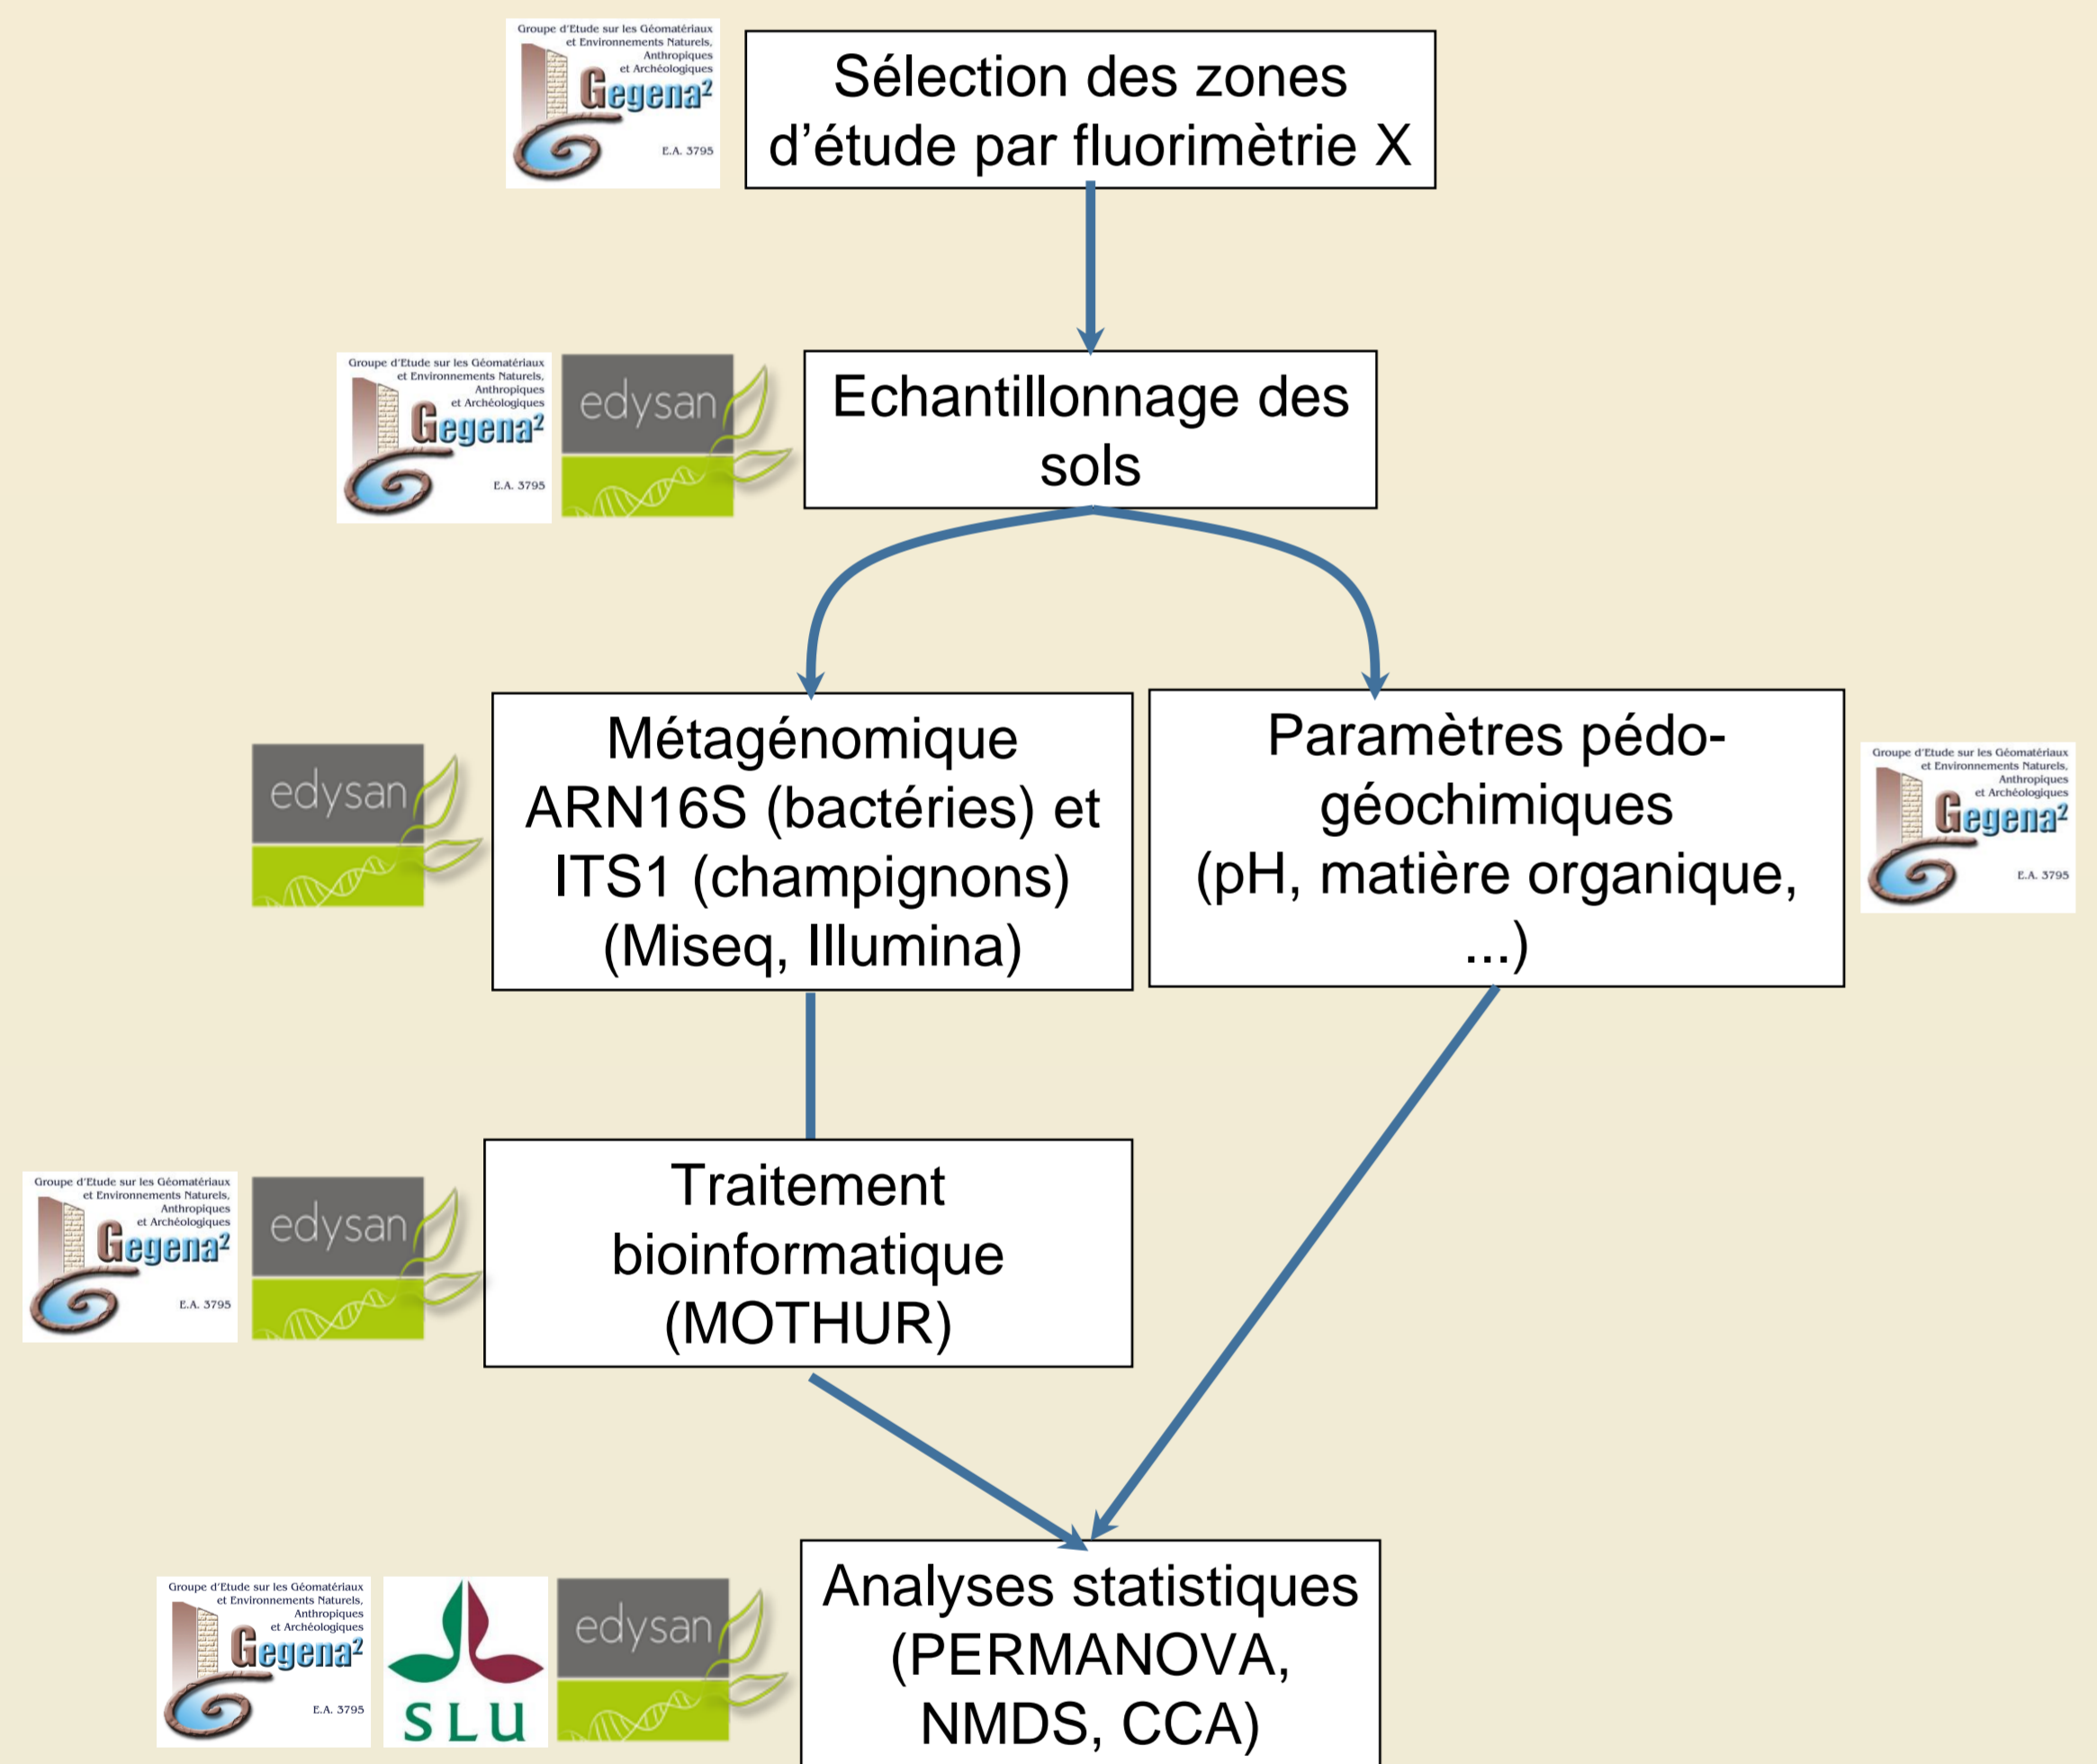 Groupe d'Etude sur les Géomatériaux
et Environnements Naturels,
Anthropiques
et Archéologiques
Gegena²
E.A. 3795
Sélection des zones
d'étude par fluorimètrie X
Groupe d'Etude sur les Géomatériaux
et Environnements Naturels,
Anthropiques
et Archéologiques
Gegena²
E.A. 3795
edysan
Echantillonnage des
sols
edysan
Métagénomique
ARN16S (bactéries) et
ITS1 (champignons)
(Miseq, Illumina)
Paramètres pédo-
géochimiques
(pH, matière organique,
...)
Groupe d'Etude sur les Géomatériaux
et Environnements Naturels,
Anthropiques
et Archéologiques
Gegena²
E.A. 3795
Groupe d'Etude sur les Géomatériaux
et Environnements Naturels,
Anthropiques
et Archéologiques
Gegena²
E.A. 3795
edysan
Traitement
bioinformatique
(MOTHUR)
Groupe d'Etude sur les Géomatériaux
et Environnements Naturels,
Anthropiques
et Archéologiques
Gegena²
E.A. 3795
SLU
edysan
Analyses statistiques
(PERMANOVA,
NMDS, CCA)